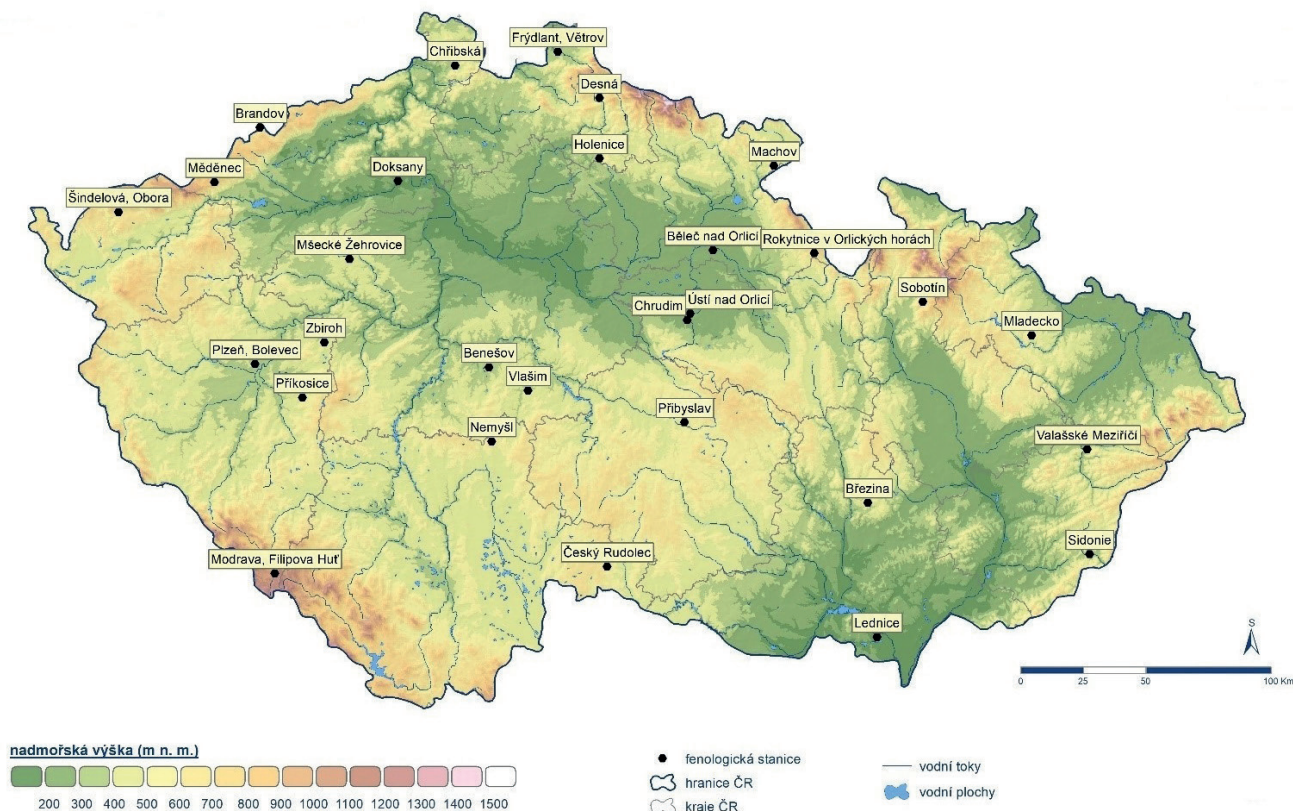 Frýdlant, Větrov
Chřibská
Desná
Brandov
Holenice
Machov
Měděnec
Doksany
Šindelová, Obora
Běleč nad Orlicí
Rokytnice v Orlických horách
Mšecké Žehrovice
Sobotín
Chrudim
Ústí nad Orlicí
Zbiroh
Mladecko
Plzeň, Bolevec
Benešov
Vlašim
Příkosice
Přibyslav
Nemyšl
Valašské Meziříčí
Březina
Modrava, Filipova Huť
Český Rudolec
Sidonie
Lednice
S
0 25 50 100 Km
nadmořská výška (m n. m.)
200 300 400 500 600 700 800 900 1000 1100 1200 1300 1400 1500
fenologická stanice
hranice ČR
kraje ČR
vodní toky
vodní plochy